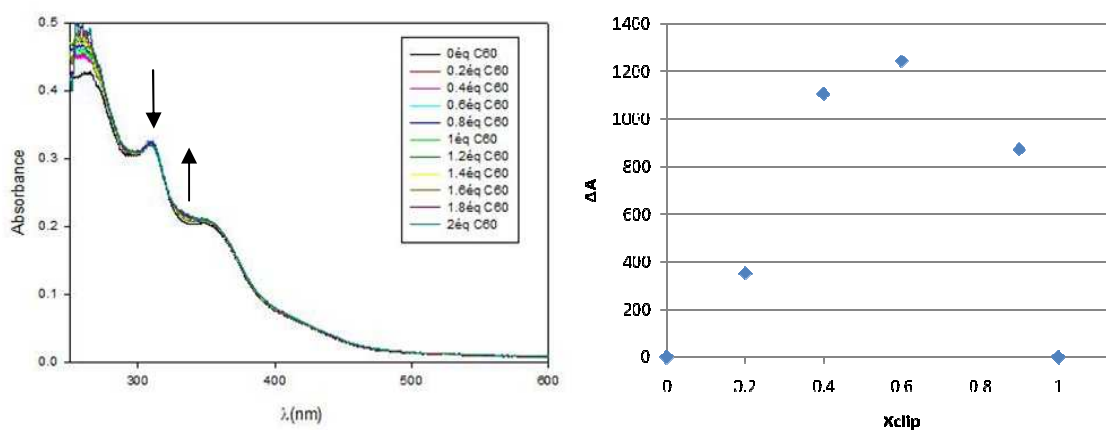 0.5
0.4
0.3
0.2
0.1
0.0
Absorbance
300
400
500
600
λ(nm)
0éq C60
0.2éq C60
0.4éq C60
0.6éq C60
0.8éq C60
1éq C60
1.2éq C60
1.4éq C60
1.6éq C60
1.8éq C60
2éq C60
1400
1200
1000
800
600
400
200
0
ΔA
0
0.2
0.4
0.6
0.8
1
Xclip